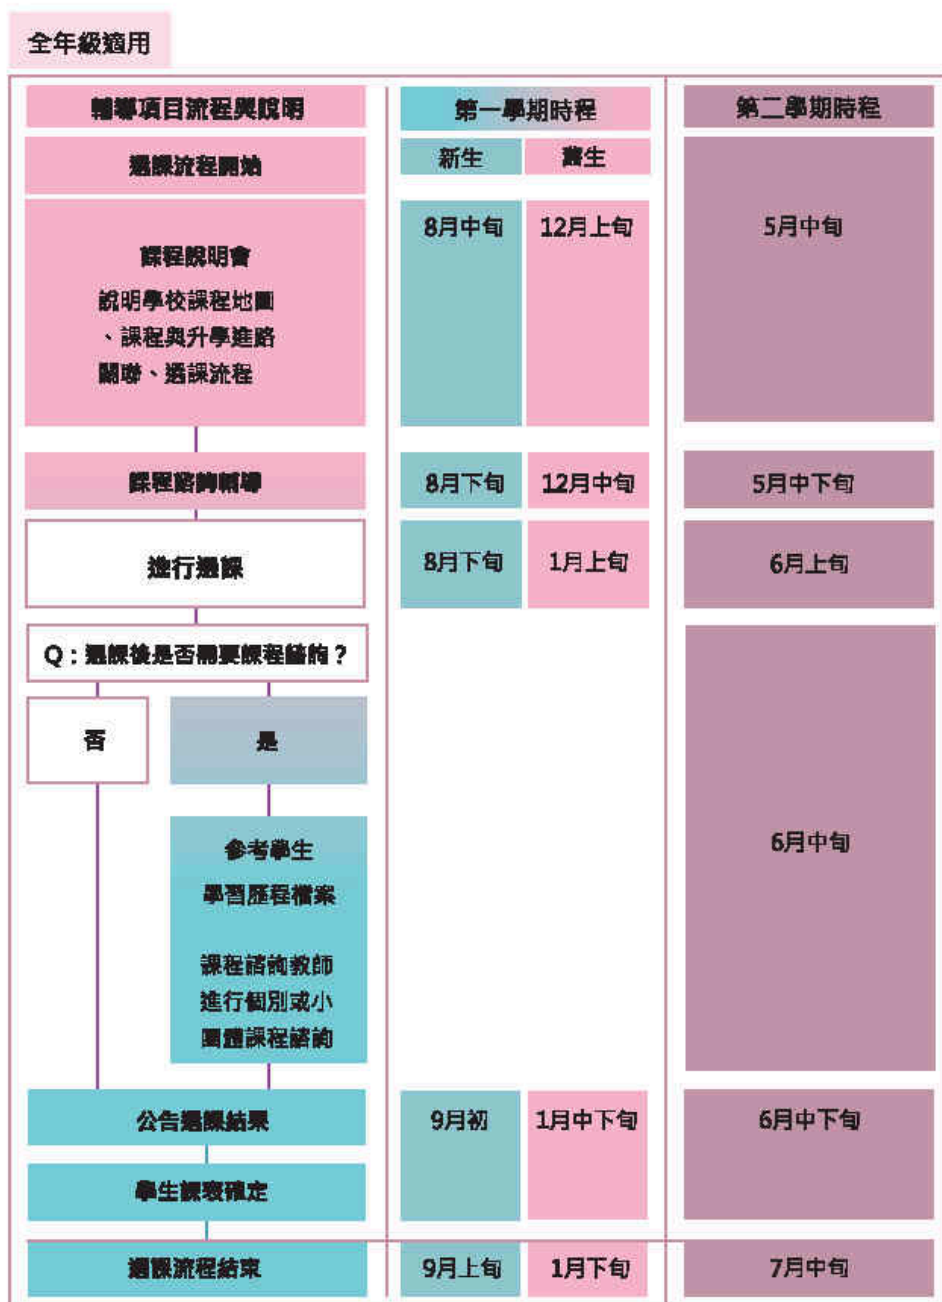 全年級適用
輔導項目流程與說明
第一學期時程
第二學期時程
選課流程開始
新生
舊生
課程說明會
說明學校課程地圖
、課程與升學進路
關聯、選課流程
8月中旬
12月上旬
5月中旬
課程諮詢輔導
8月下旬
12月中旬
5月中下旬
進行選課
8月下旬
1月上旬
6月上旬
Q：選課後是否需要課程諮詢？
否
是
參考學生
學習歷程檔案
課程諮詢教師
進行個別或小
團體課程諮詢
6月中旬
公告選課結果
9月初
1月中下旬
6月中下旬
學生課表確定
選課流程結束
9月上旬
1月下旬
7月中旬